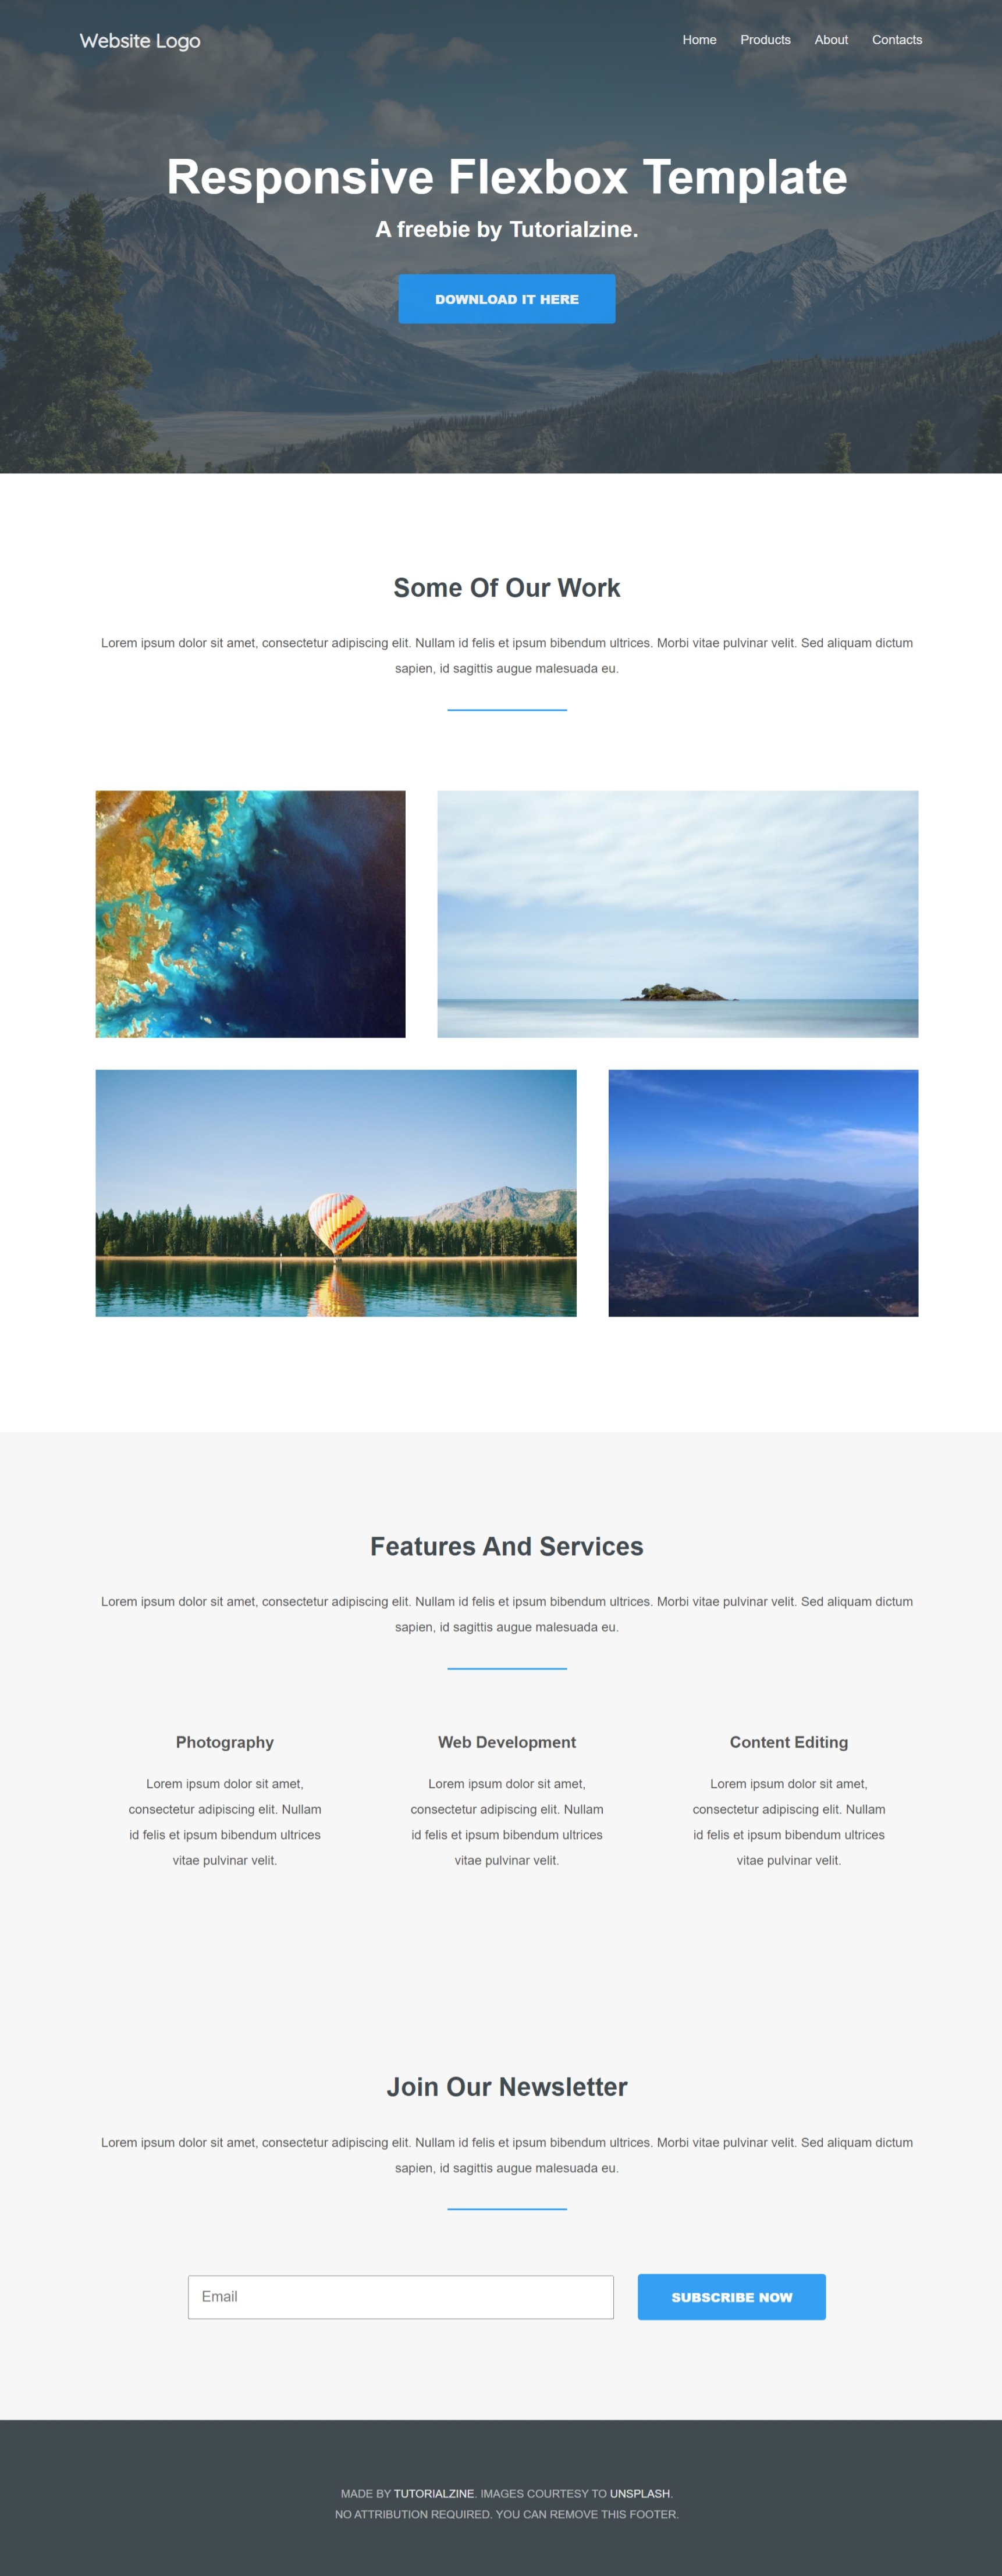 Website Logo
Home Products About Contacts
Responsive Flexbox Template
A freebie by Tutorialzine.
DOWNLOAD IT HERE
Some Of Our Work
Lorem ipsum dolor sit amet, consectetur adipiscing elit. Nullam id felis et ipsum bibendum ultrices. Morbi vitae pulvinar velit. Sed aliquam dictum
sapien, id sagittis augue malesuada eu.
Features And Services
Lorem ipsum dolor sit amet, consectetur adipiscing elit. Nullam id felis et ipsum bibendum ultrices. Morbi vitae pulvinar velit. Sed aliquam dictum
sapien, id sagittis augue malesuada eu.
Photography
Lorem ipsum dolor sit amet,
consectetur adipiscing elit. Nullam
id felis et ipsum bibendum ultrices
vitae pulvinar velit.
Web Development
Lorem ipsum dolor sit amet,
consectetur adipiscing elit. Nullam
id felis et ipsum bibendum ultrices
vitae pulvinar velit.
Content Editing
Lorem ipsum dolor sit amet,
consectetur adipiscing elit. Nullam
id felis et ipsum bibendum ultrices
vitae pulvinar velit.
Join Our Newsletter
Lorem ipsum dolor sit amet, consectetur adipiscing elit. Nullam id felis et ipsum bibendum ultrices. Morbi vitae pulvinar velit. Sed aliquam dictum
sapien, id sagittis augue malesuada eu.
Email
SUBSCRIBE NOW
MADE BY TUTORIALZINE. IMAGES COURTESY TO UNSPLASH.
NO ATTRIBUTION REQUIRED. YOU CAN REMOVE THIS FOOTER.